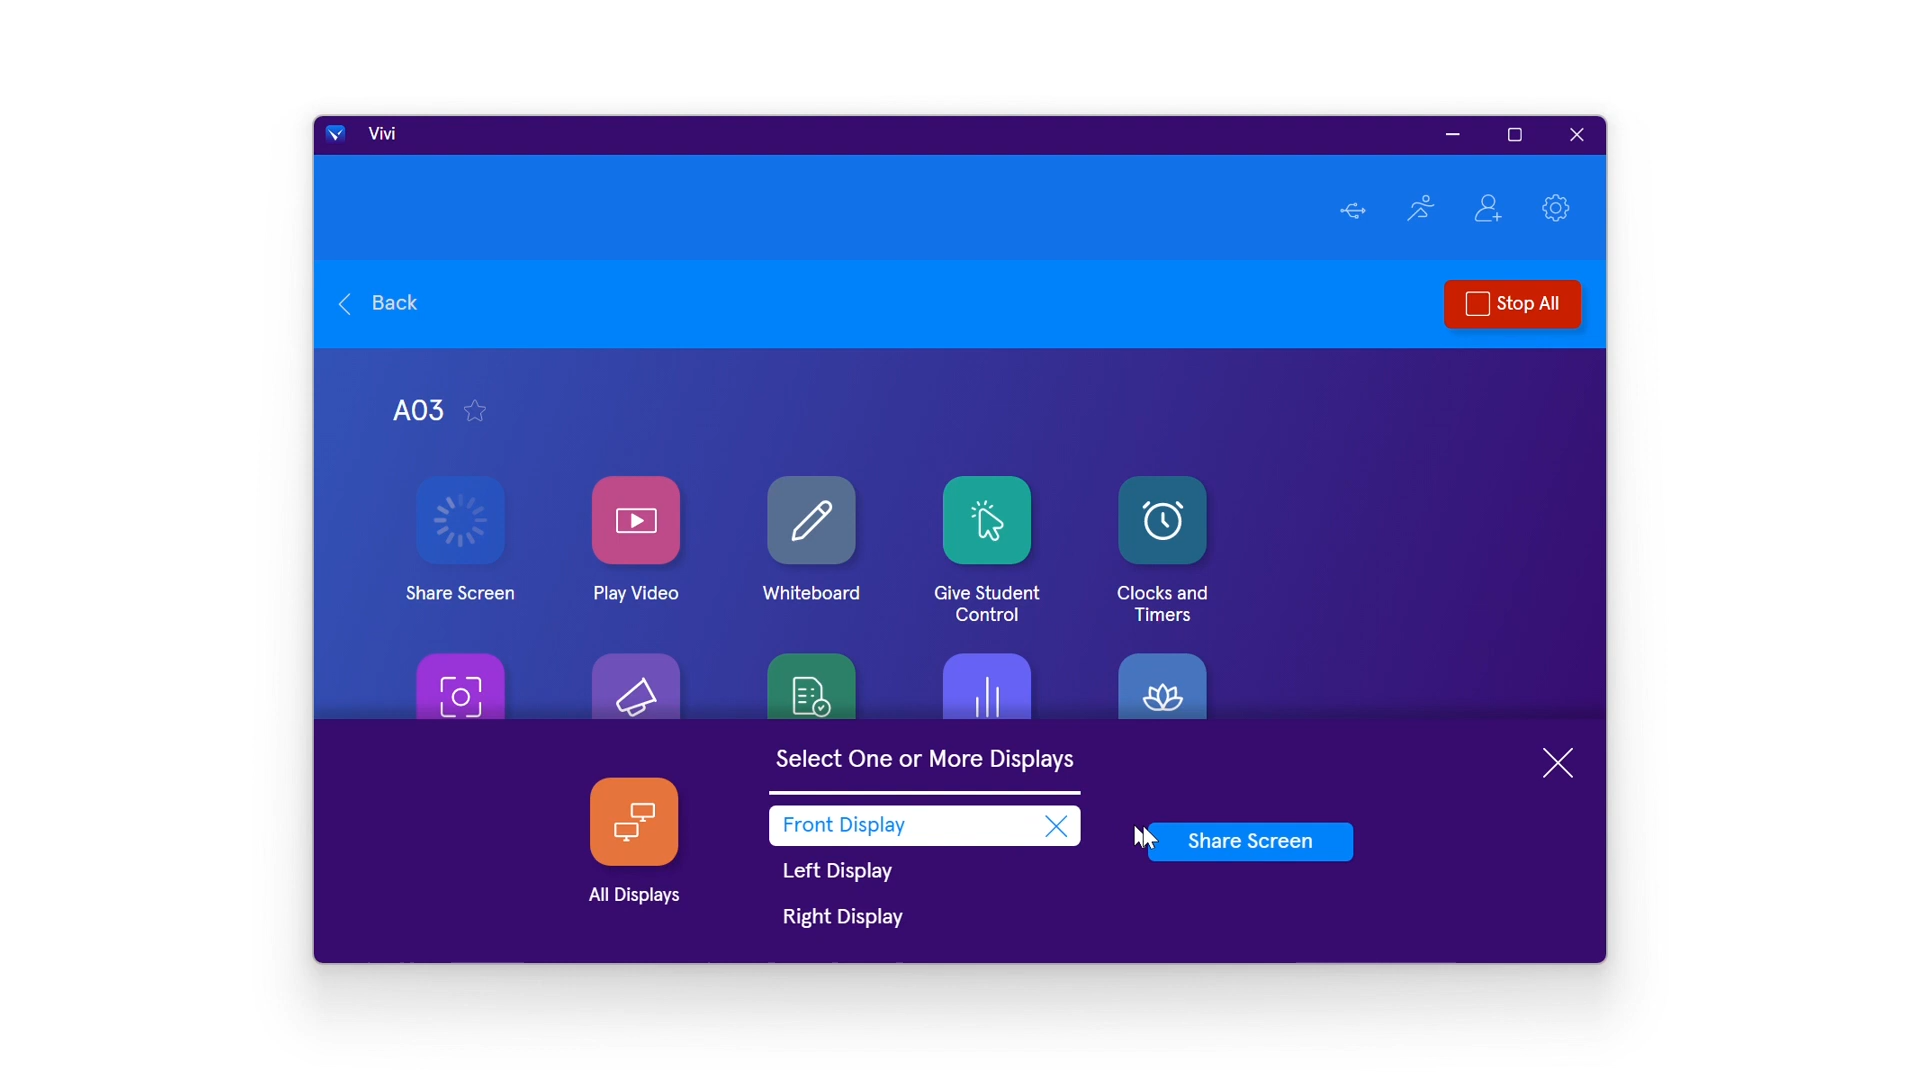 Vivi
Back
Stop All
A03
Share Screen
Play Video
Whiteboard
Give Student
Control
Clocks and
Timers
Select One or More Displays
Front Display
Left Display
Right Display
All Displays
Share Screen